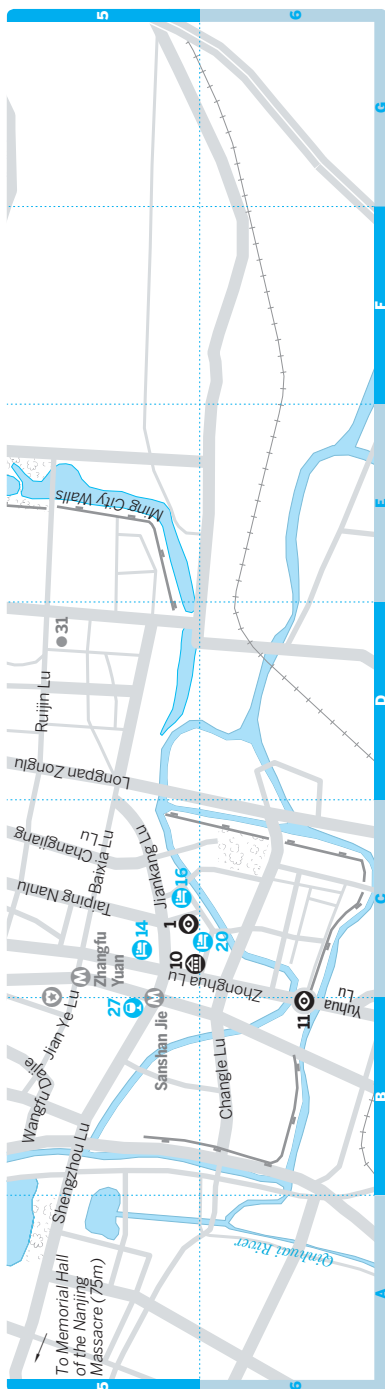 5
6
A
B
C
D
E
F
G
5
6
To Memorial Hall
of the Nanjing
Massacre (75m)
Shengzhou Lu
Wangfu Dajie
Jian Ye Lu
Zhangfu
Yuan
M
27
14
Sanshan Jie
M
Taiping Nanlu
Changjiang
Lu
Baixia Lu
Jiankang Lu
16
1
10
20
Zhonghua Lu
Changle Lu
11
Yuhua
Lu
Qinhuai River
Longpan Zonglu
Ruijin Lu
31
Ming City Walls